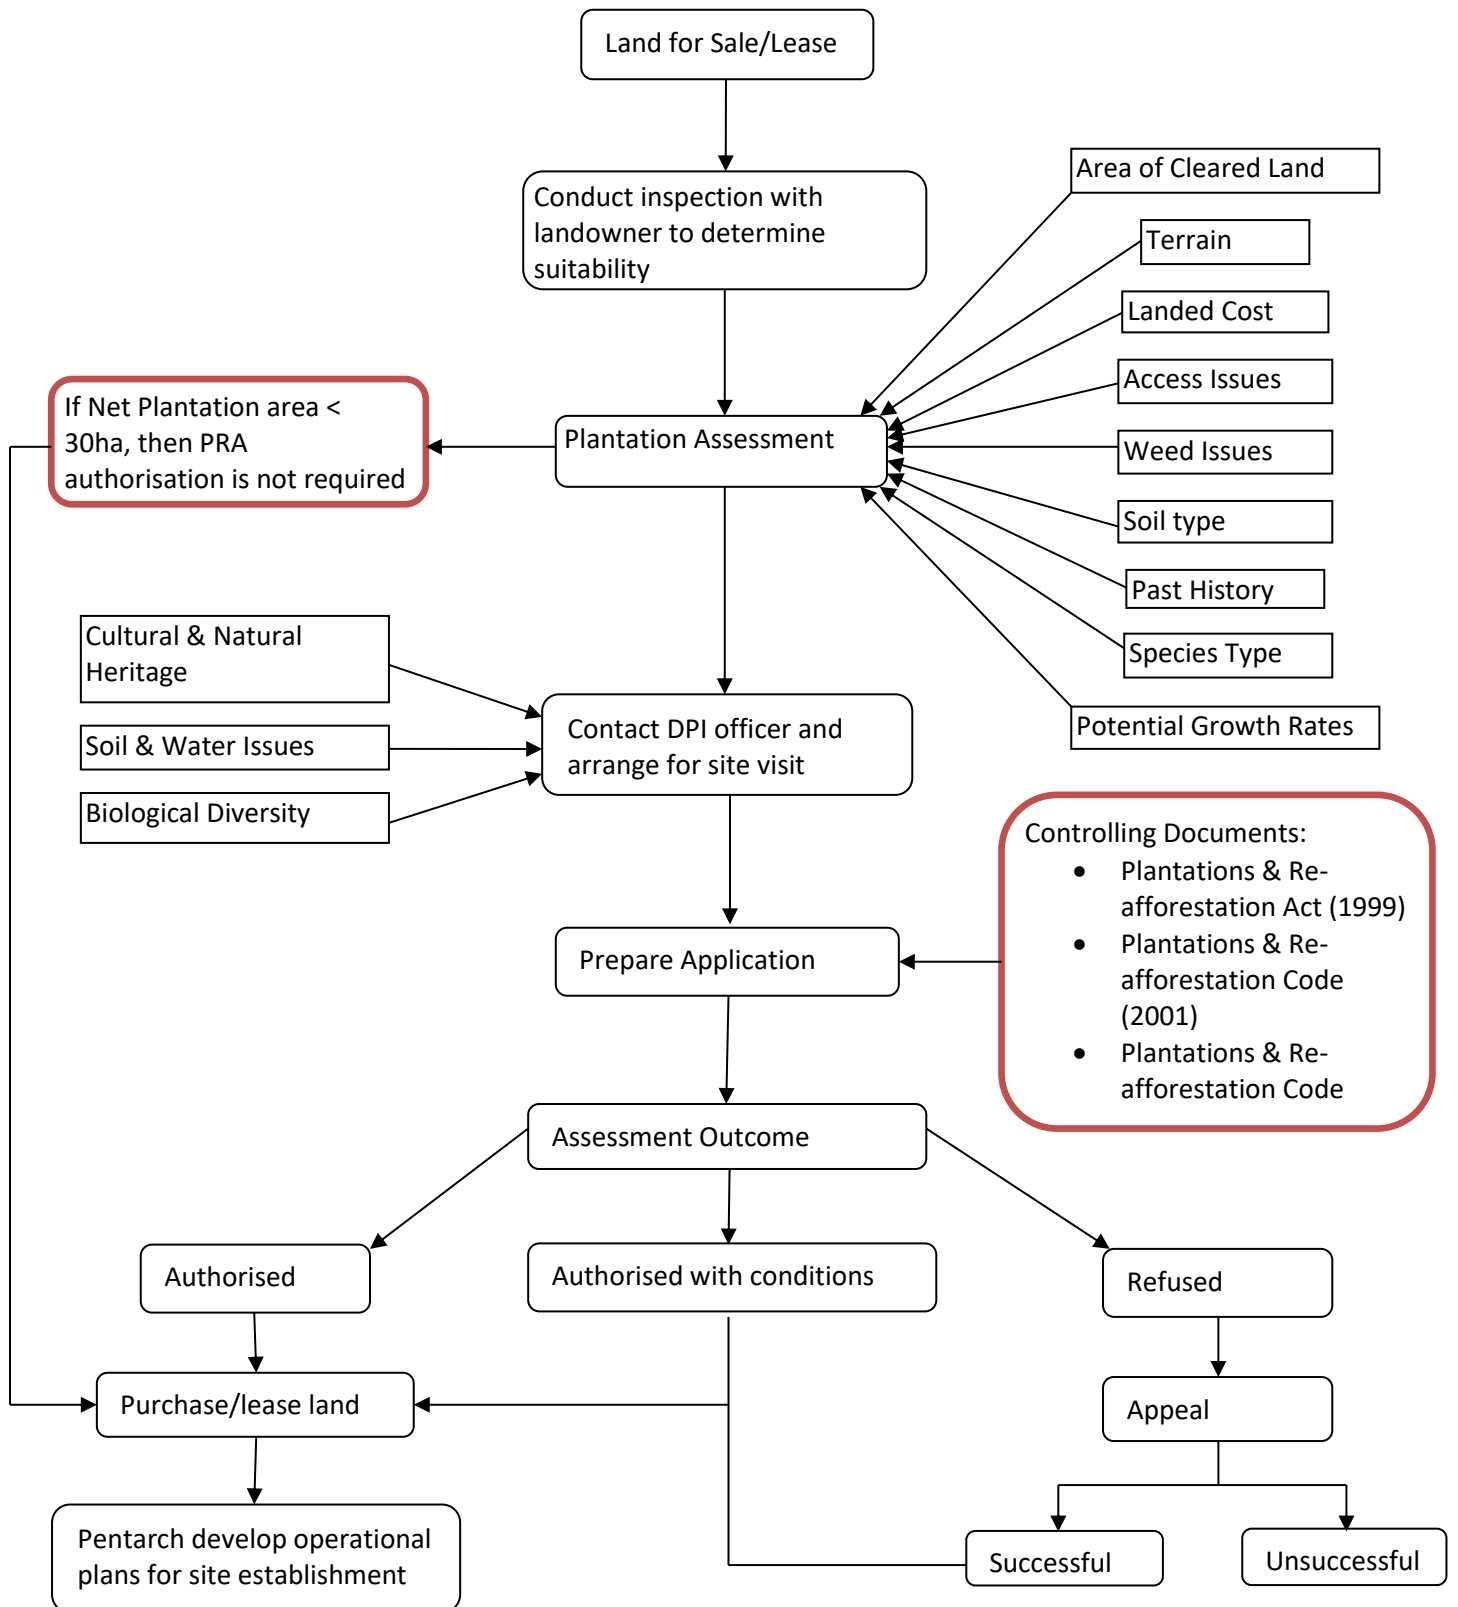 Land for Sale/Lease
Conduct inspection with
landowner to determine
suitability
Area of Cleared Land
Terrain
Landed Cost
Access Issues
Weed Issues
Soil type
Past History
Species Type
Potential Growth Rates
If Net Plantation area <
30ha, then PRA
authorisation is not required
Plantation Assessment
Cultural & Natural
Heritage
Soil & Water Issues
Biological Diversity
Contact DPI officer and
arrange for site visit
Controlling Documents:
• Plantations & Re-
afforestation Act (1999)
• Plantations & Re-
afforestation Code
(2001)
• Plantations & Re-
afforestation Code
Prepare Application
Assessment Outcome
Authorised
Authorised with conditions
Refused
Purchase/lease land
Appeal
Pentarch develop operational
plans for site establishment
Successful
Unsuccessful